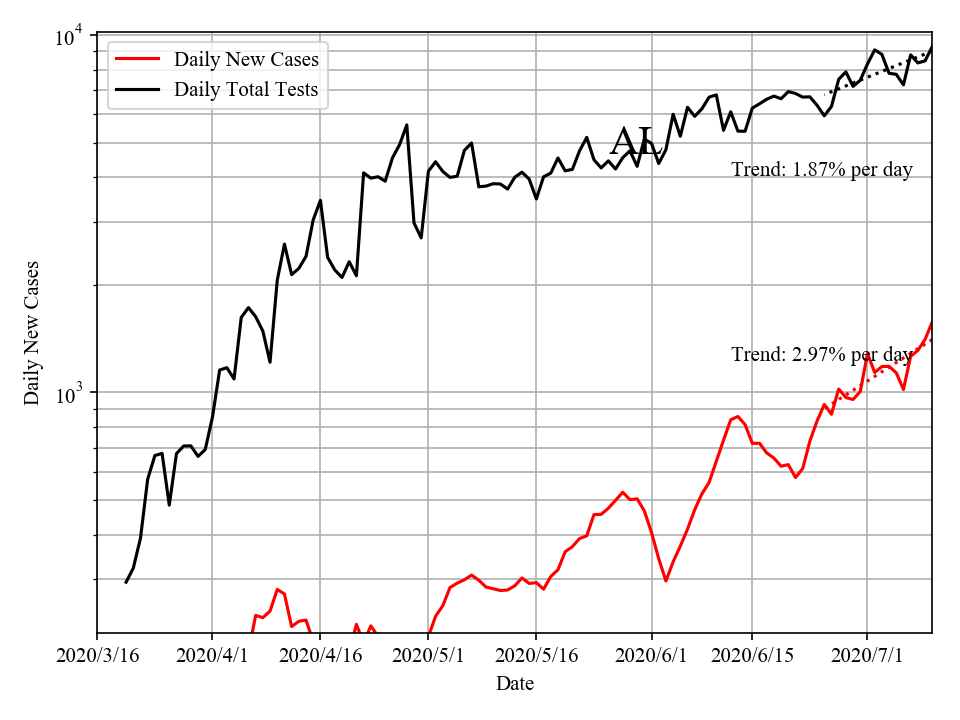 Daily New Cases
Daily Total Tests
AL
Trend: 1.87% per day
Trend: 2.97% per day
10^4
10^3
Daily New Cases
2020/3/16 2020/4/1 2020/4/16 2020/5/1 2020/5/16 2020/6/1 2020/6/15 2020/7/1
Date